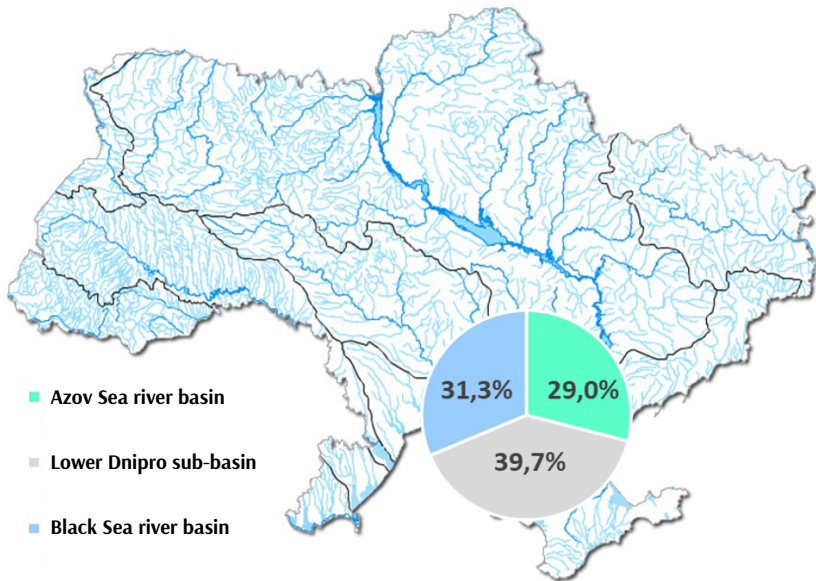 31,3%
29,0%
39,7%
Azov Sea river basin
Lower Dnipro sub-basin
Black Sea river basin